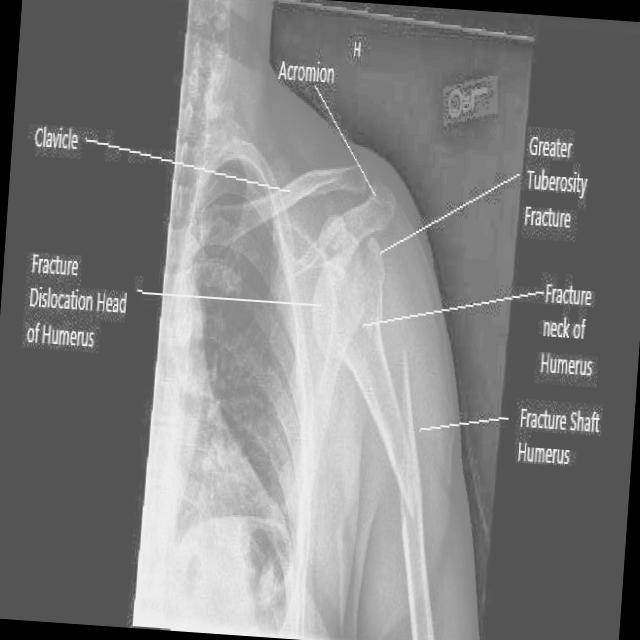 H
Acromion
Clavicle
Greater
Tuberosity
Fracture
Fracture
Dislocation Head
of Humerus
Fracture
neck of
Humerus
Fracture Shaft
Humerus